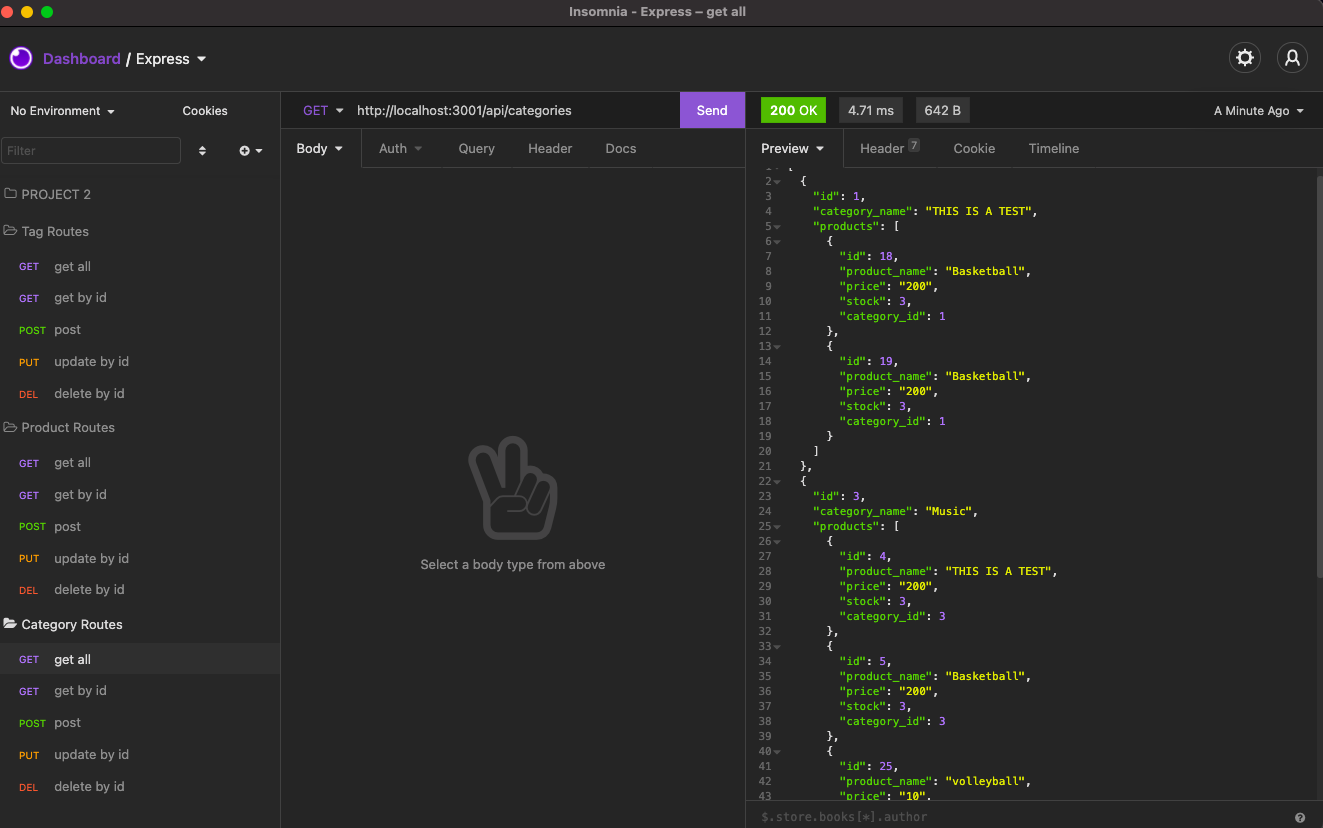 Insomnia - Express – get all
Dashboard / Express
No Environment
Cookies
Filter
PROJECT 2
Tag Routes
GET get all
GET get by id
POST post
PUT update by id
DEL delete by id
Product Routes
GET get all
GET get by id
POST post
PUT update by id
DEL delete by id
Category Routes
GET get all
GET get by id
POST post
PUT update by id
DEL delete by id
GET http://localhost:3001/api/categories Send
Body Auth Query Header Docs
Select a body type from above
200 OK 4.71 ms 642 B A Minute Ago
Preview Header 7 Cookie Timeline
1 [
2 {
3 "id": 1,
4 "category_name": "THIS IS A TEST",
5 "products": [
6 {
7 "id": 18,
8 "product_name": "Basketball",
9 "price": "200",
10 "stock": 3,
11 "category_id": 1
12 },
13 {
14 "id": 19,
15 "product_name": "Basketball",
16 "price": "200",
17 "stock": 3,
18 "category_id": 1
19 }
20 ]
21 },
22 {
23 "id": 3,
24 "category_name": "Music",
25 "products": [
26 {
27 "id": 4,
28 "product_name": "THIS IS A TEST",
29 "price": "200",
30 "stock": 3,
31 "category_id": 3
32 },
33 {
34 "id": 5,
35 "product_name": "Basketball",
36 "price": "200",
37 "stock": 3,
38 "category_id": 3
39 },
40 {
41 "id": 25,
42 "product_name": "volleyball",
43 "price": "10",
$.store.books[*].author